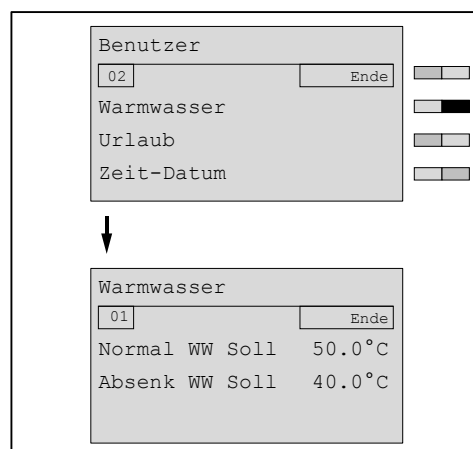 Benutzer
02 Ende
Warmwasser
Urlaub
Zeit-Datum
Warmwasser
01 Ende
Normal WW Soll 50.0°C
Absenk WW Soll 40.0°C